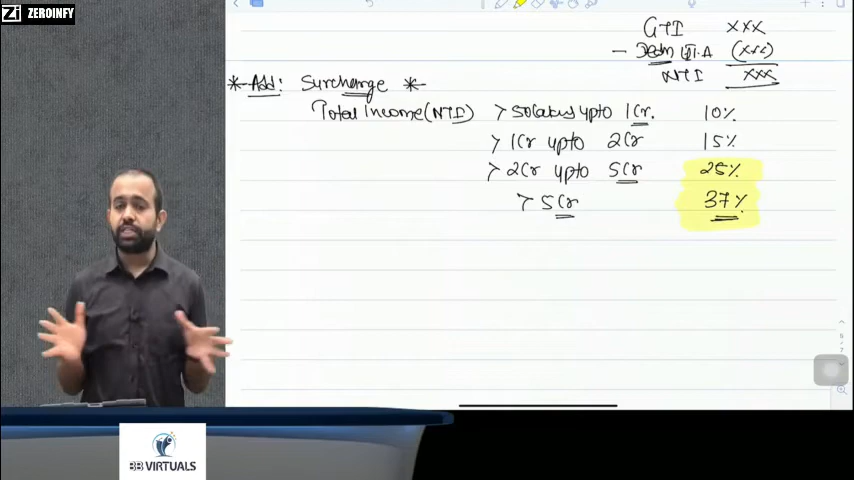 Zi ZEROINFY
GTI xxx
- Dedn VI.A (xxx)
NTI xxx
* Add: Surcharge *
Total Income (NTI) > 50 lakhs upto 1Cr. 10%
> 1Cr upto 2Cr 15%
> 2Cr upto 5Cr 25%
> 5Cr 37%
BB VIRTUALS